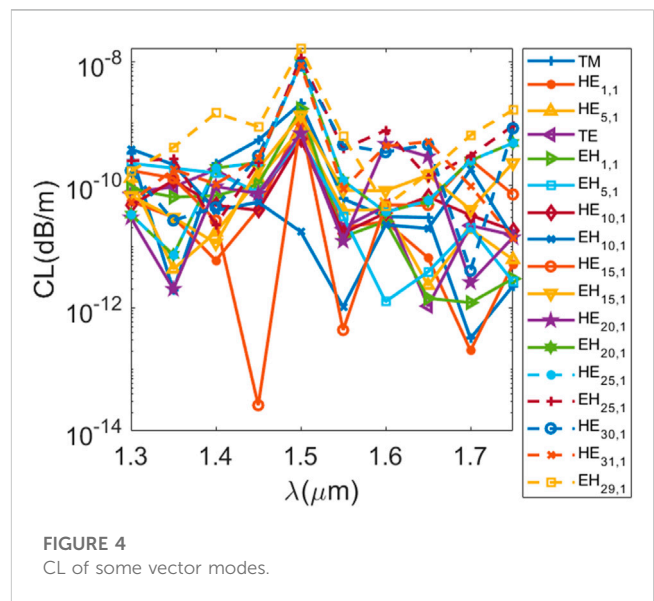 10^-8
10^-10
10^-12
10^-14
CL(dB/m)
1.3 1.4 1.5 1.6 1.7
λ(μm)
TM
HE1,1
HE5,1
TE
EH1,1
EH5,1
HE10,1
EH10,1
HE15,1
EH15,1
HE20,1
EH20,1
HE25,1
EH25,1
HE30,1
HE31,1
EH29,1
FIGURE 4
CL of some vector modes.